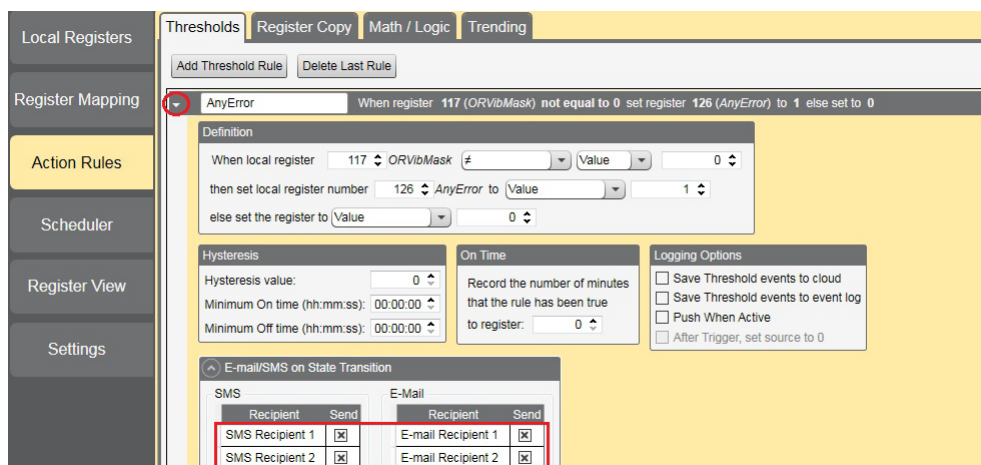 Local Registers
Register Mapping
Action Rules
Scheduler
Register View
Settings
Thresholds Register Copy Math / Logic Trending
Add Threshold Rule Delete Last Rule
AnyError When register 117 (ORVibMask) not equal to 0 set register 126 (AnyError) to 1 else set to 0
Definition
When local register 117 ORVibMask ≠ Value 0
then set local register number 126 AnyError to Value 1
else set the register to Value 0
Hysteresis
Hysteresis value: 0
Minimum On time (hh:mm:ss): 00:00:00
Minimum Off time (hh:mm:ss): 00:00:00
On Time
Record the number of minutes
that the rule has been true
to register: 0
Logging Options
Save Threshold events to cloud
Save Threshold events to event log
Push When Active
After Trigger, set source to 0
E-mail/SMS on State Transition
SMS
Recipient Send
SMS Recipient 1
SMS Recipient 2
E-Mail
Recipient Send
E-mail Recipient 1
E-mail Recipient 2